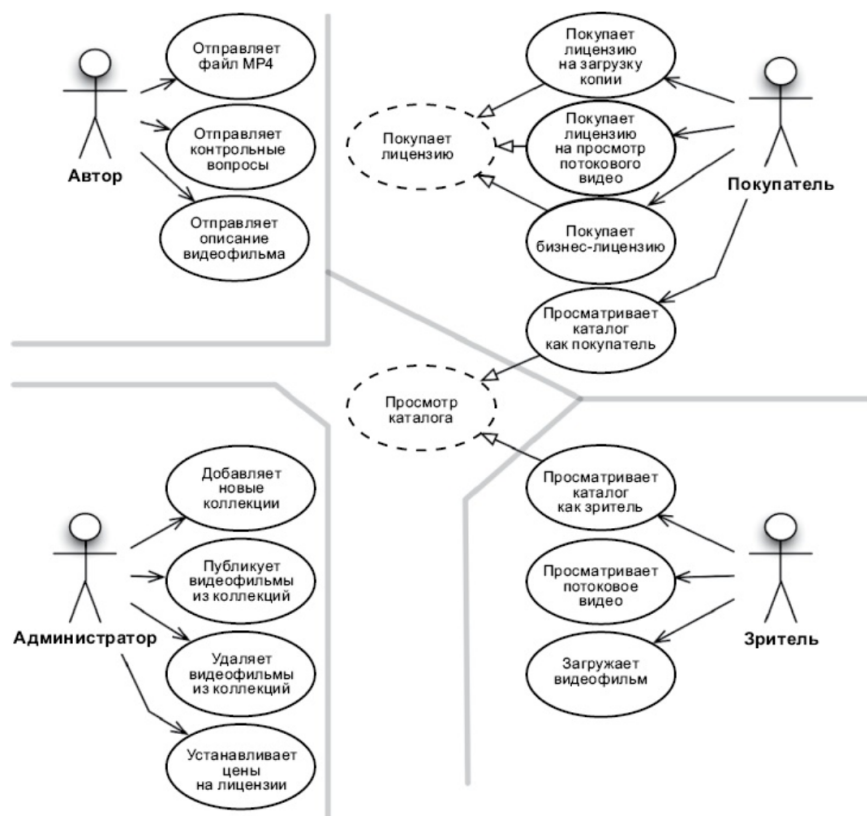 Отправляет
файл MP4
Отправляет
контрольные
вопросы
Автор
Отправляет
описание
видеофильма
Покупает
лицензию
на загрузку
копии
Покупает
лицензию
Покупает
лицензию
на просмотр
потокового
видео
Покупатель
Покупает
бизнес-лицензию
Просматривает
каталог
как покупатель
Просмотр
каталога
Добавляет
новые
коллекции
Публикует
видеофильмы
из коллекций
Администратор
Удаляет
видеофильмы
из коллекций
Устанавливает
цены
на лицензии
Просматривает
каталог
как зритель
Просматривает
потоковое
видео
Зритель
Загружает
видеофильм